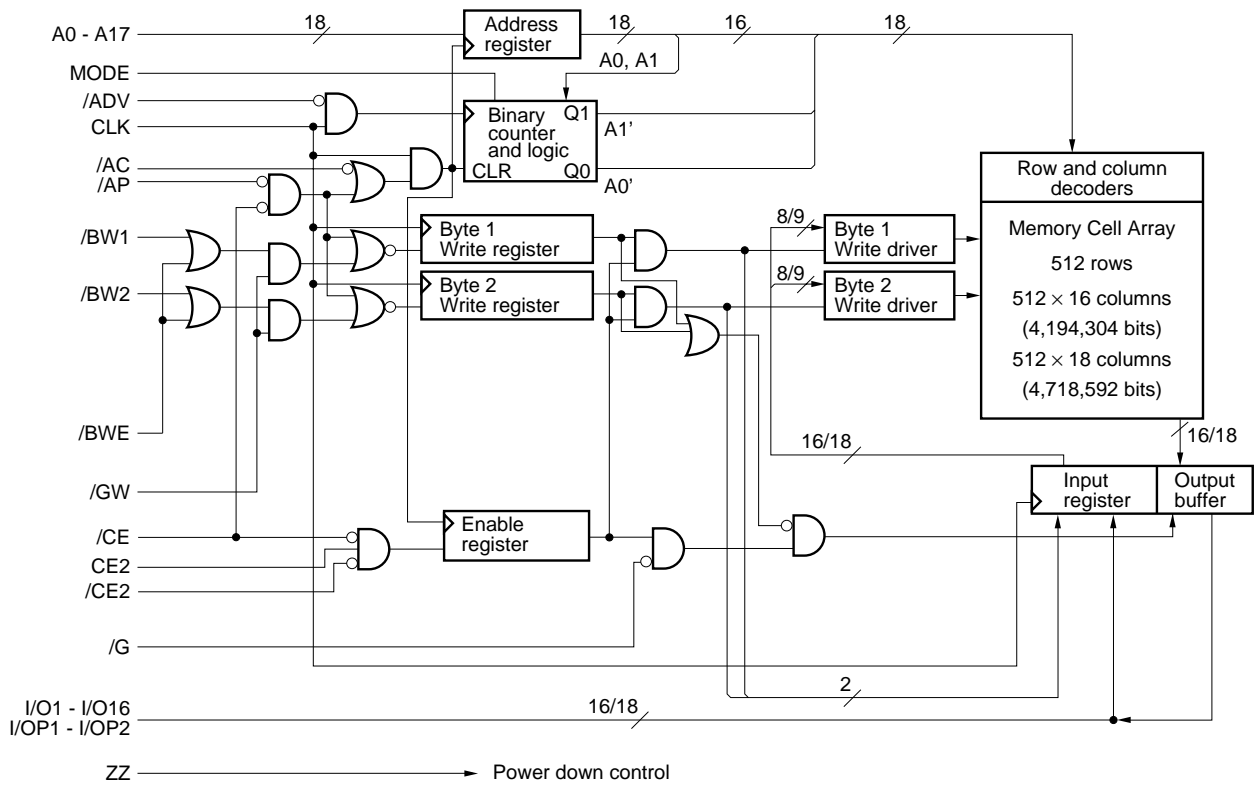 A0 - A17
18
Address
register
18
16
18
A0, A1
MODE
/ADV
CLK
Binary
counter
and logic
Q1
CLR
Q0
A1’
A0’
/AC
/AP
Row and column
decoders
/BW1
Byte 1
Write register
8/9
Byte 1
Write driver
Memory Cell Array
512 rows
512 × 16 columns
(4,194,304 bits)
512 × 18 columns
(4,718,592 bits)
/BW2
Byte 2
Write register
8/9
Byte 2
Write driver
/BWE
16/18
16/18
/GW
Input
register
Output
buffer
/CE
CE2
/CE2
Enable
register
/G
2
I/O1 - I/O16
I/OP1 - I/OP2
16/18
ZZ
Power down control